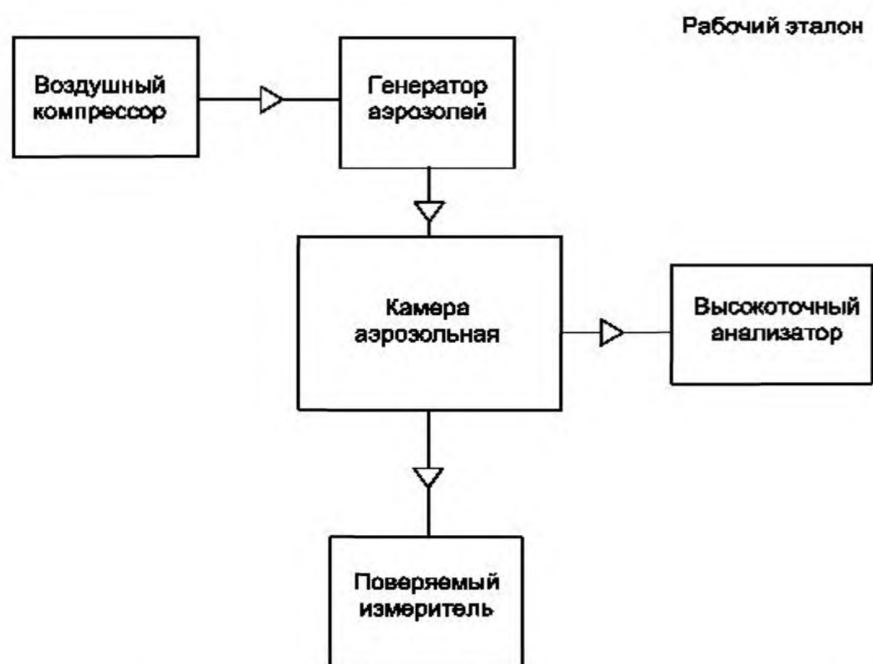 Рабочий эталон
Воздушный
компрессор
Генератор
аэрозолей
Камера
аэрозольная
Высокоточный
анализатор
Поверяемый
измеритель